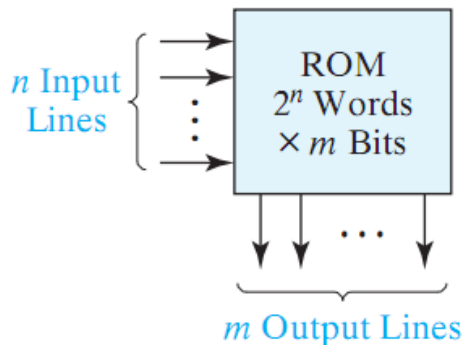 n Input
Lines
ROM
2ⁿ Words
× m Bits
m Output Lines